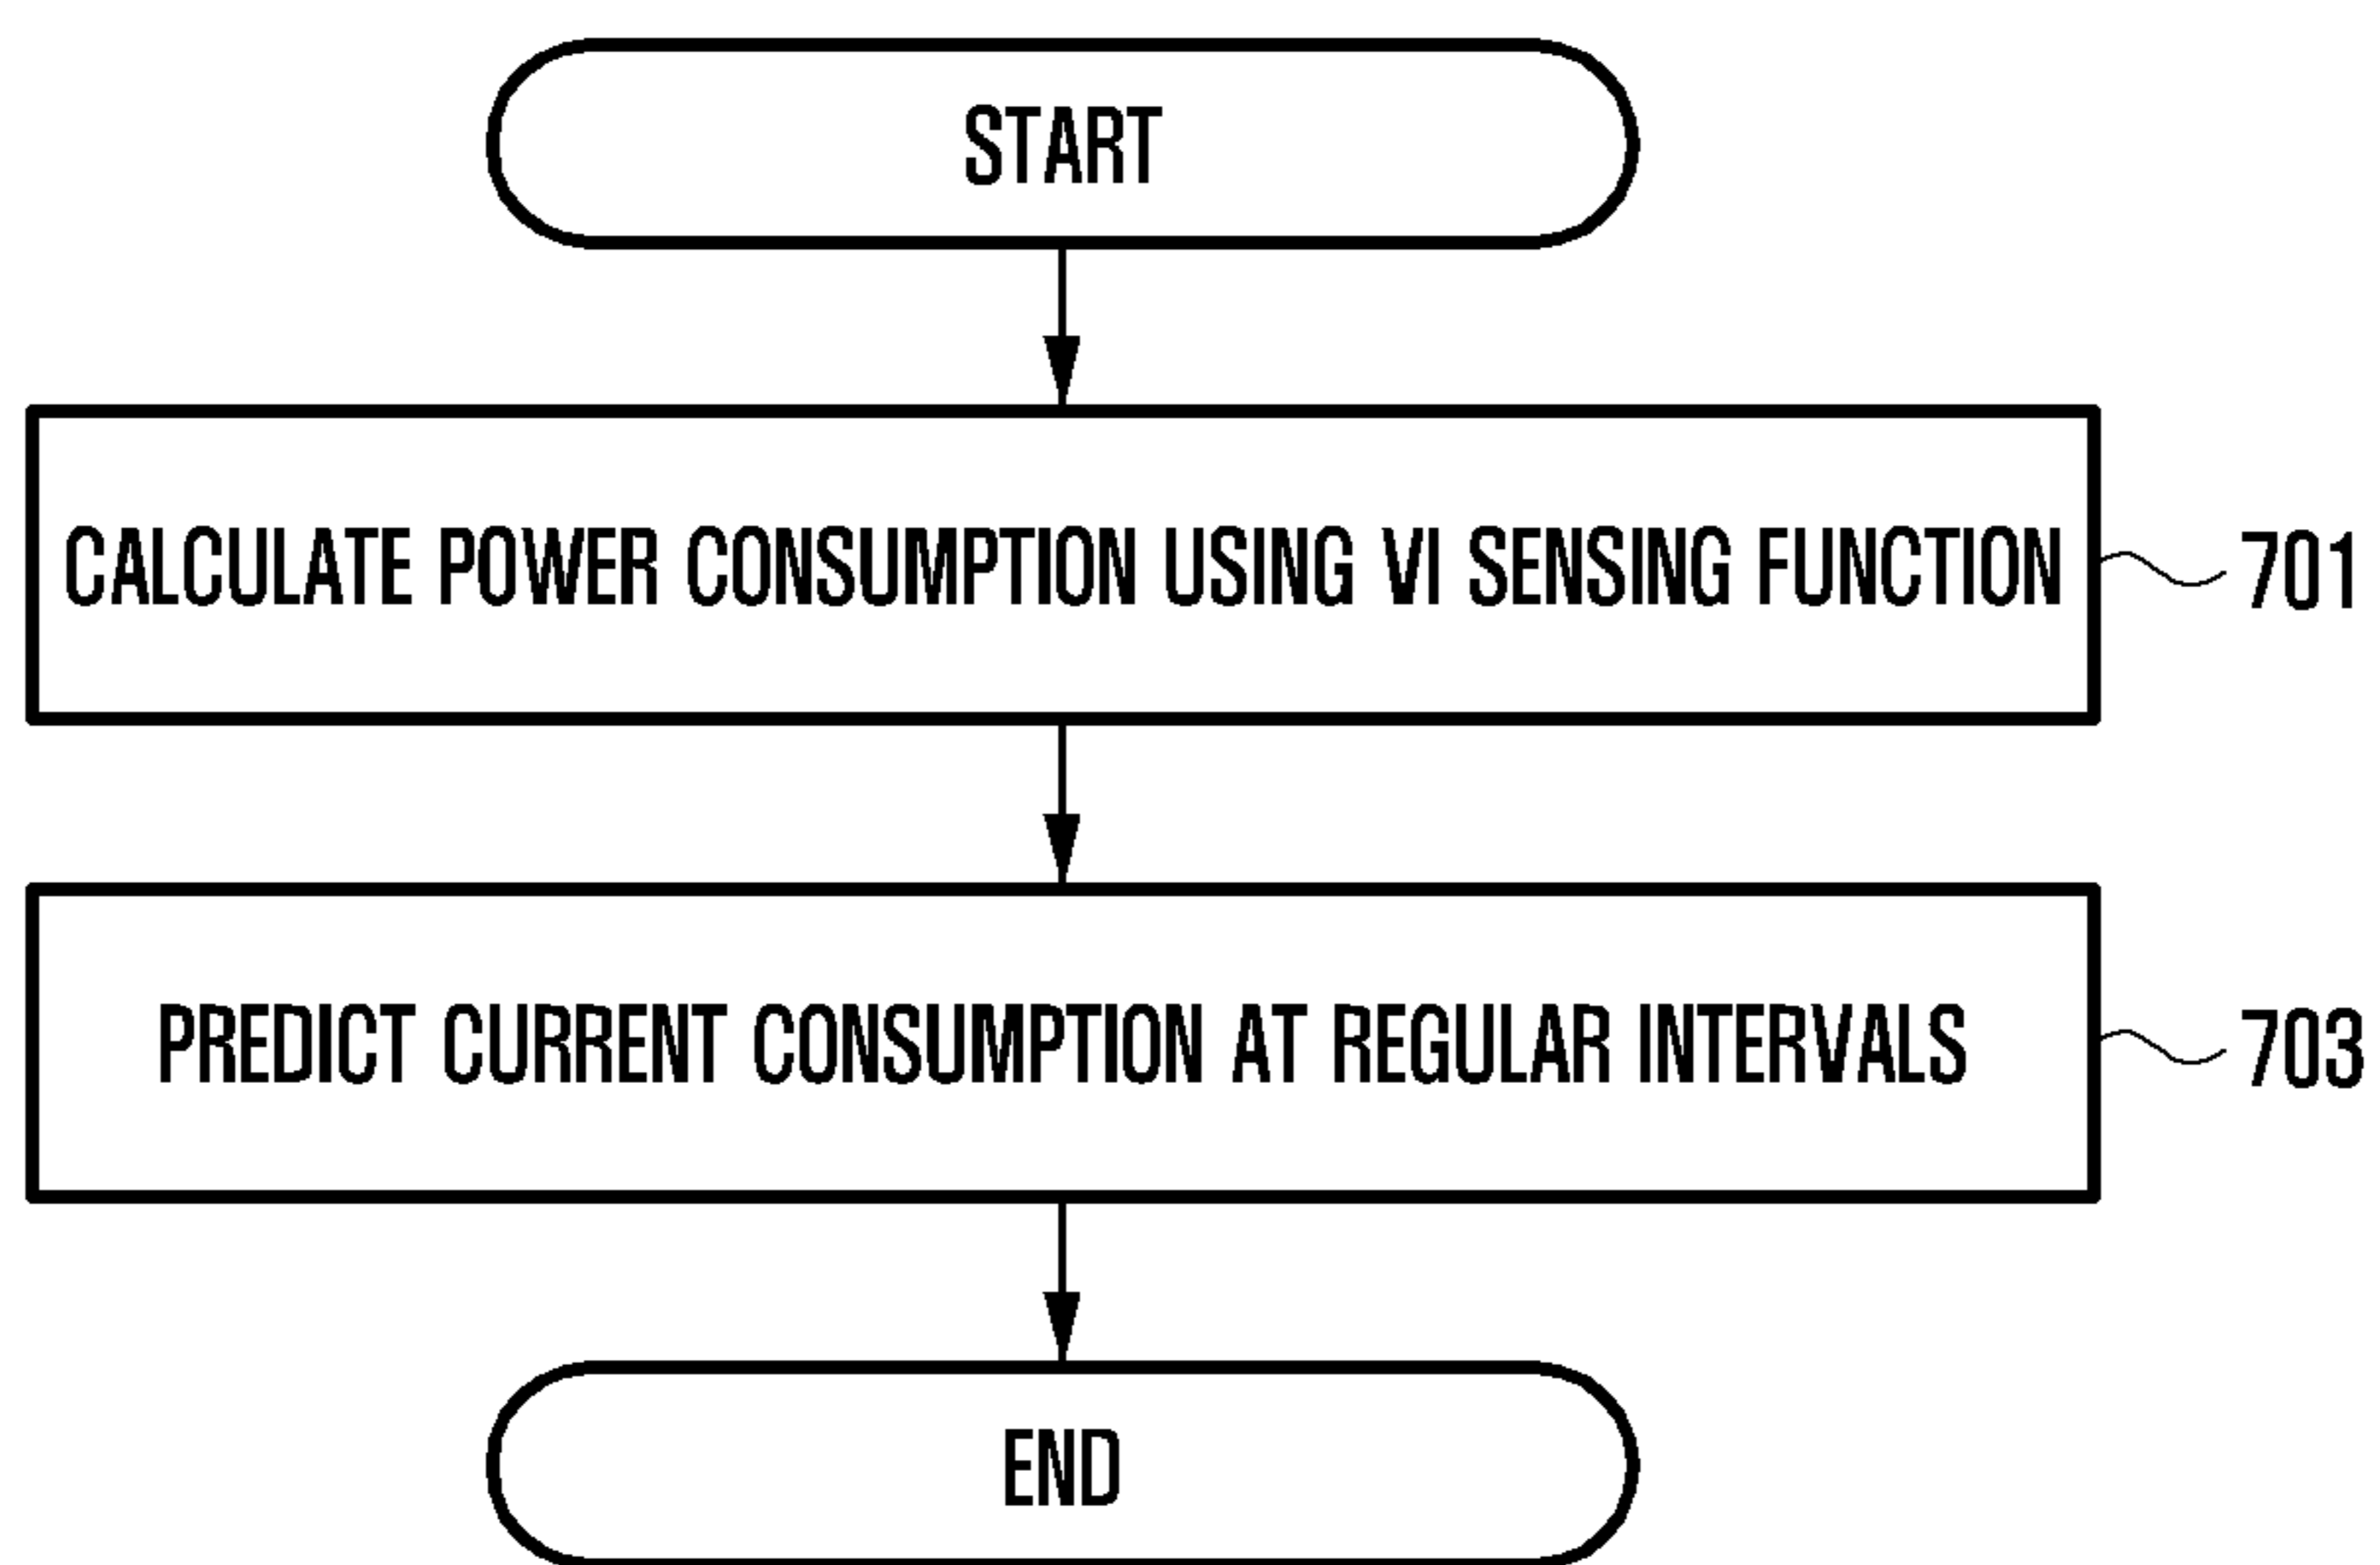 START
CALCULATE POWER CONSUMPTION USING VI SENSING FUNCTION 701
PREDICT CURRENT CONSUMPTION AT REGULAR INTERVALS 703
END